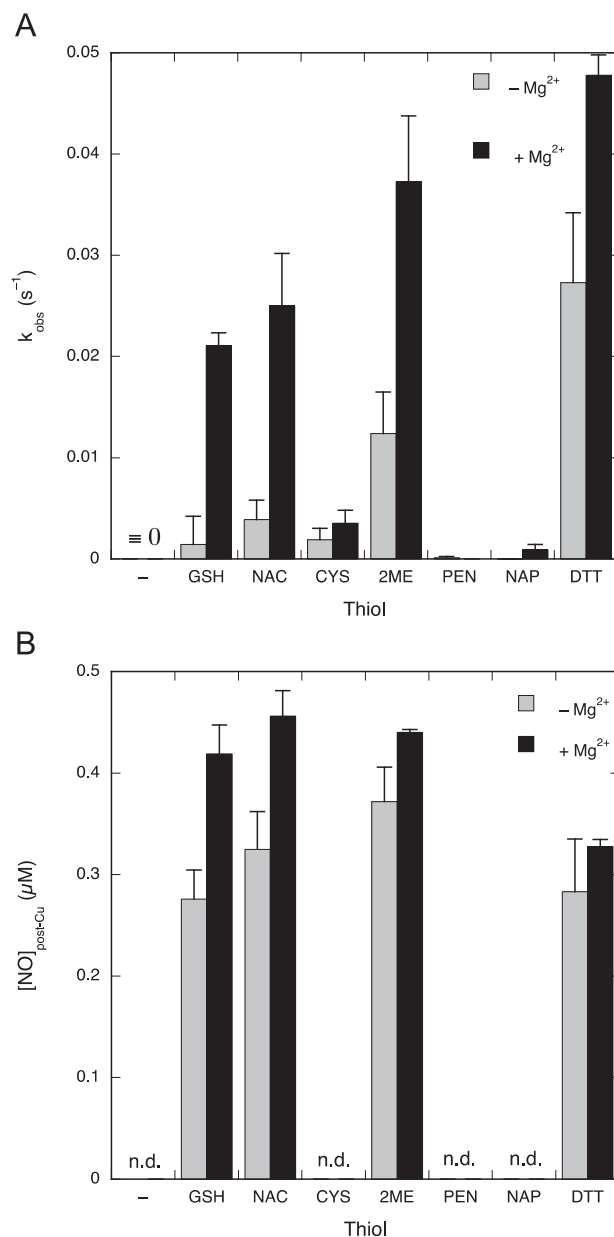 A
0.05
0.04
0.03
0.02
0.01
0
k_obs (s⁻¹)
– Mg²⁺
+ Mg²⁺
≡ 0
– GSH NAC CYS 2ME PEN NAP DTT
Thiol
B
0.5
0.4
0.3
0.2
0.1
0
[NO]_post-Cu (µM)
– Mg²⁺
+ Mg²⁺
n.d. n.d. n.d. n.d.
– GSH NAC CYS 2ME PEN NAP DTT
Thiol